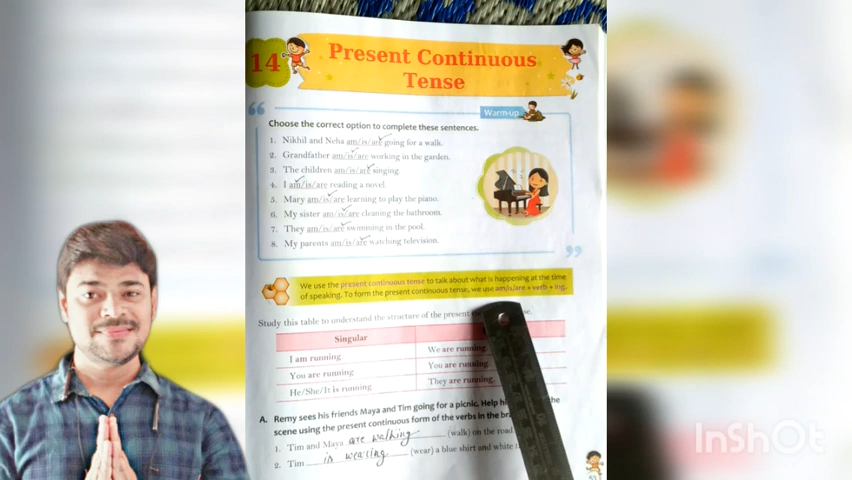 14
Present Continuous
Tense
Warm-up
Choose the correct option to complete these sentences.
1. Nikhil and Neha am/is/are going for a walk.
2. Grandfather am/is/are working in the garden.
3. The children am/is/are singing.
4. I am/is/are reading a novel.
5. Mary am/is/are learning to play the piano.
6. My sister am/is/are cleaning the bathroom.
7. They am/is/are swimming in the pool.
8. My parents am/is/are watching television.
We use the present continuous tense to talk about what is happening at the time
of speaking. To form the present continuous tense, we use am/is/are + verb + ing.
Study this table to understand the structure of the present
Singular
I am running
We are running
You are running
You are running.
He/She/It is running
They are running.
A. Remy sees his friends Maya and Tim going for a picnic. Help the
scene using the present continuous form of the verbs in the
1. Tim and Maya are walking (walk) on the road
2. Tim is wearing (wear) a blue shirt and white
InShOt